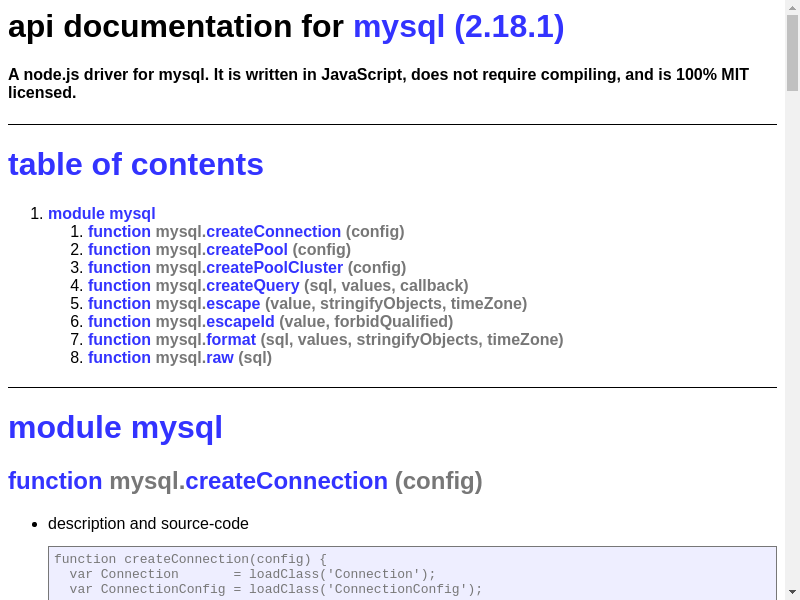 api documentation for mysql (2.18.1)
A node.js driver for mysql. It is written in JavaScript, does not require compiling, and is 100% MIT
licensed.
table of contents
1. module mysql
1. function mysql.createConnection (config)
2. function mysql.createPool (config)
3. function mysql.createPoolCluster (config)
4. function mysql.createQuery (sql, values, callback)
5. function mysql.escape (value, stringifyObjects, timeZone)
6. function mysql.escapeId (value, forbidQualified)
7. function mysql.format (sql, values, stringifyObjects, timeZone)
8. function mysql.raw (sql)
module mysql
function mysql.createConnection (config)
• description and source-code
function createConnection(config) {
  var Connection       = loadClass('Connection');
  var ConnectionConfig = loadClass('ConnectionConfig');